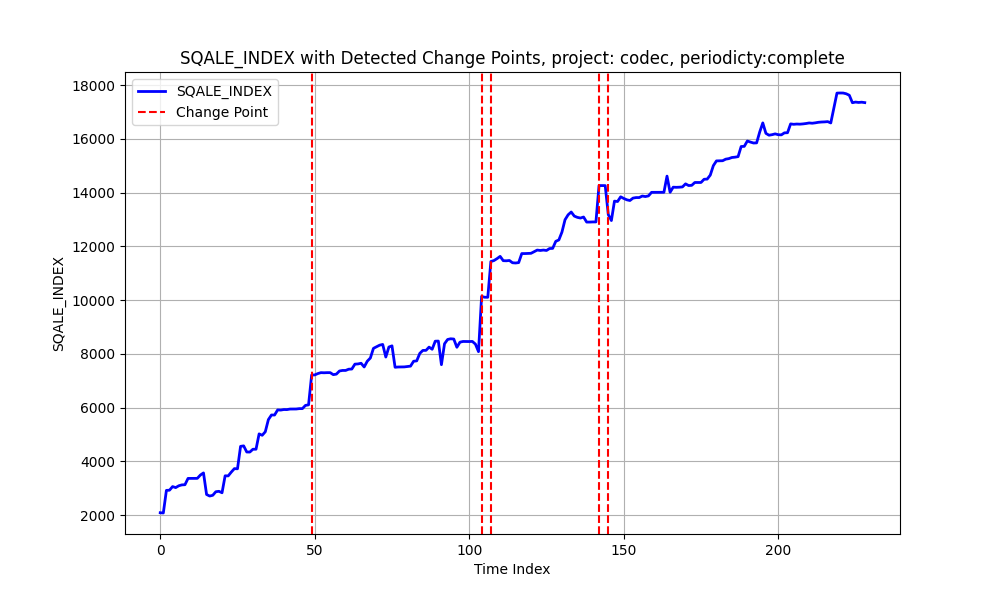 SQALE_INDEX with Detected Change Points, project: codec, periodicty:complete
SQALE_INDEX
Change Point
18000
16000
14000
12000
10000
8000
6000
4000
2000
SQALE_INDEX
0
50
100
150
200
Time Index